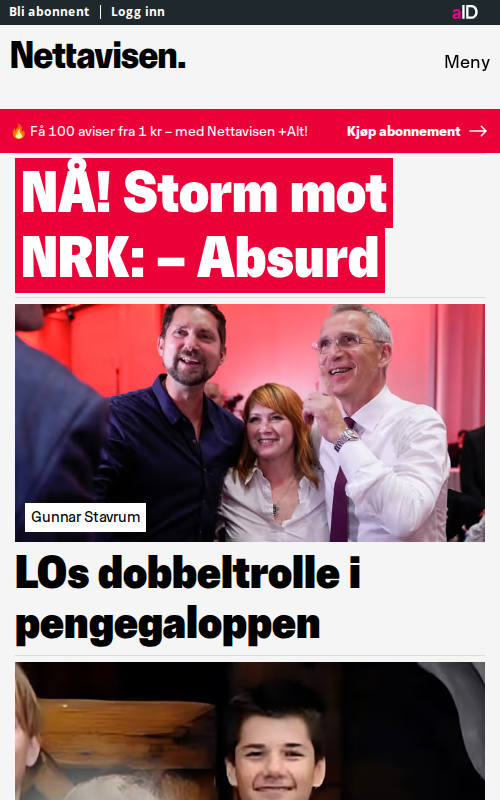 Bli abonnent | Logg inn
aID
Nettavisen.
Meny
🔥 Få 100 aviser fra 1 kr – med Nettavisen +Alt!
Kjøp abonnement →
NÅ! Storm mot
NRK: – Absurd
Gunnar Stavrum
LOs dobbeltrolle i
pengegaloppen